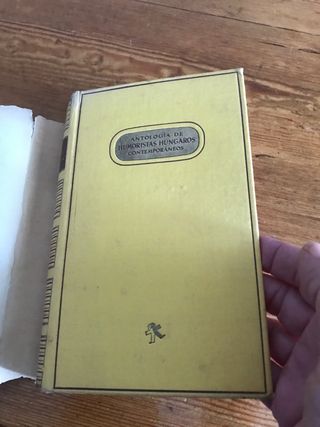 ANTOLOGÍA DE
HUMORISTAS HÚNGAROS
CONTEMPORÁNEOS